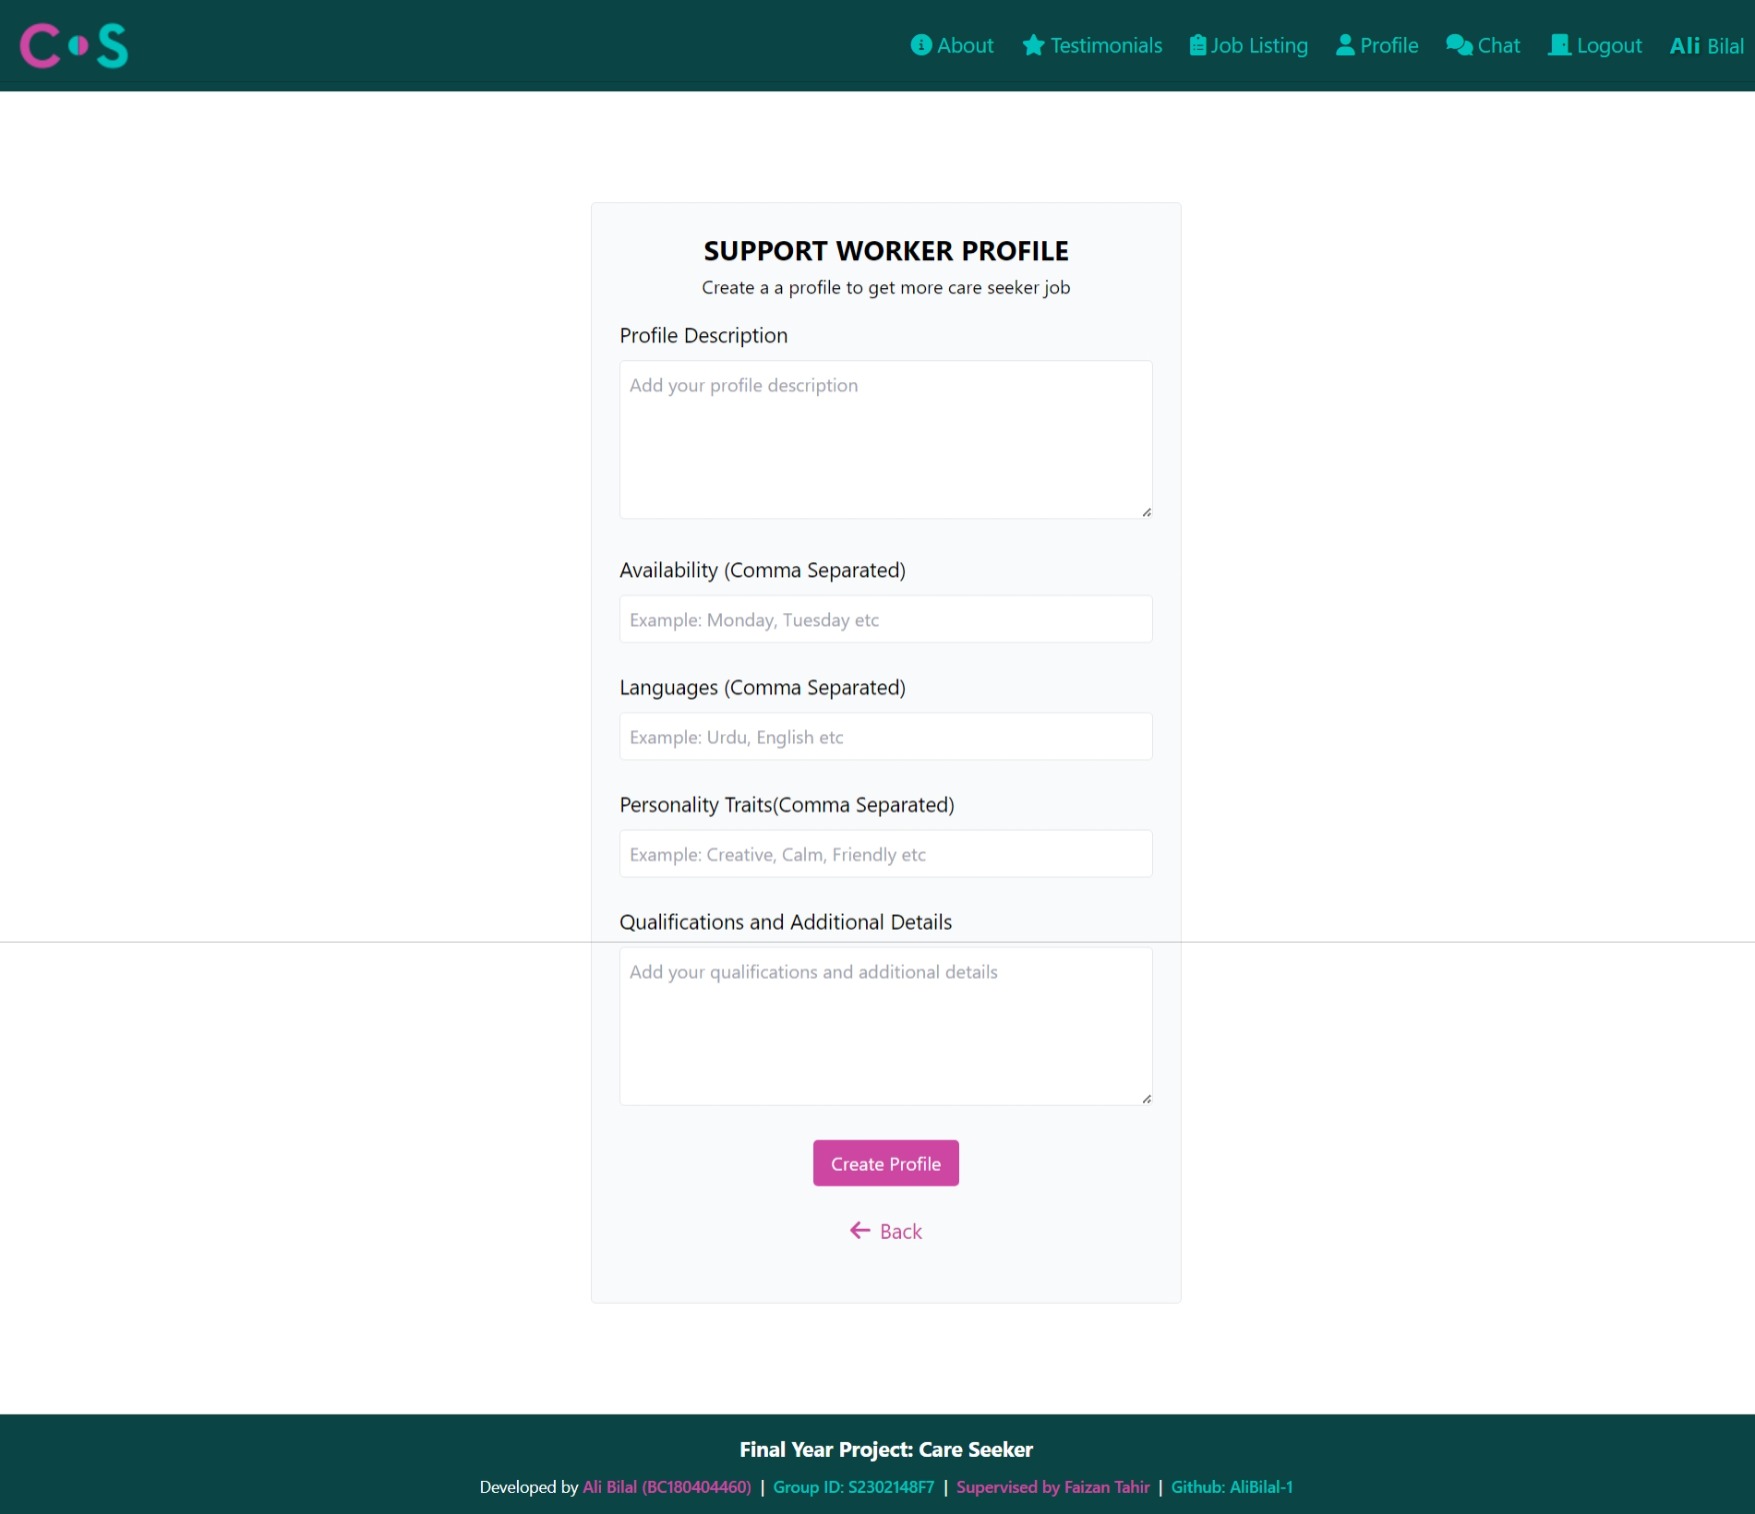 C S
About Testimonials Job Listing Profile Chat Logout Ali Bilal
SUPPORT WORKER PROFILE
Create a a profile to get more care seeker job
Profile Description
Add your profile description
Availability (Comma Separated)
Example: Monday, Tuesday etc
Languages (Comma Separated)
Example: Urdu, English etc
Personality Traits(Comma Separated)
Example: Creative, Calm, Friendly etc
Qualifications and Additional Details
Add your qualifications and additional details
Create Profile
Back
Final Year Project: Care Seeker
Developed by Ali Bilal (BC180404460) | Group ID: S2302148F7 | Supervised by Faizan Tahir | Github: AliBilal-1